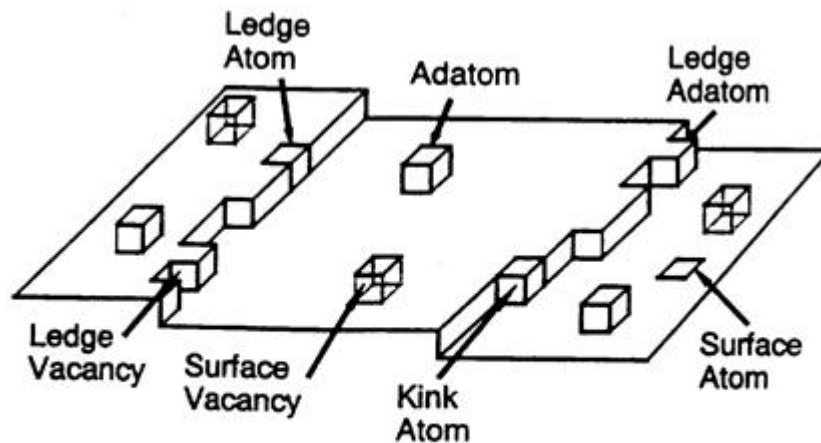 Ledge
Atom
Adatom
Ledge
Adatom
Ledge
Vacancy
Surface
Vacancy
Kink
Atom
Surface
Atom